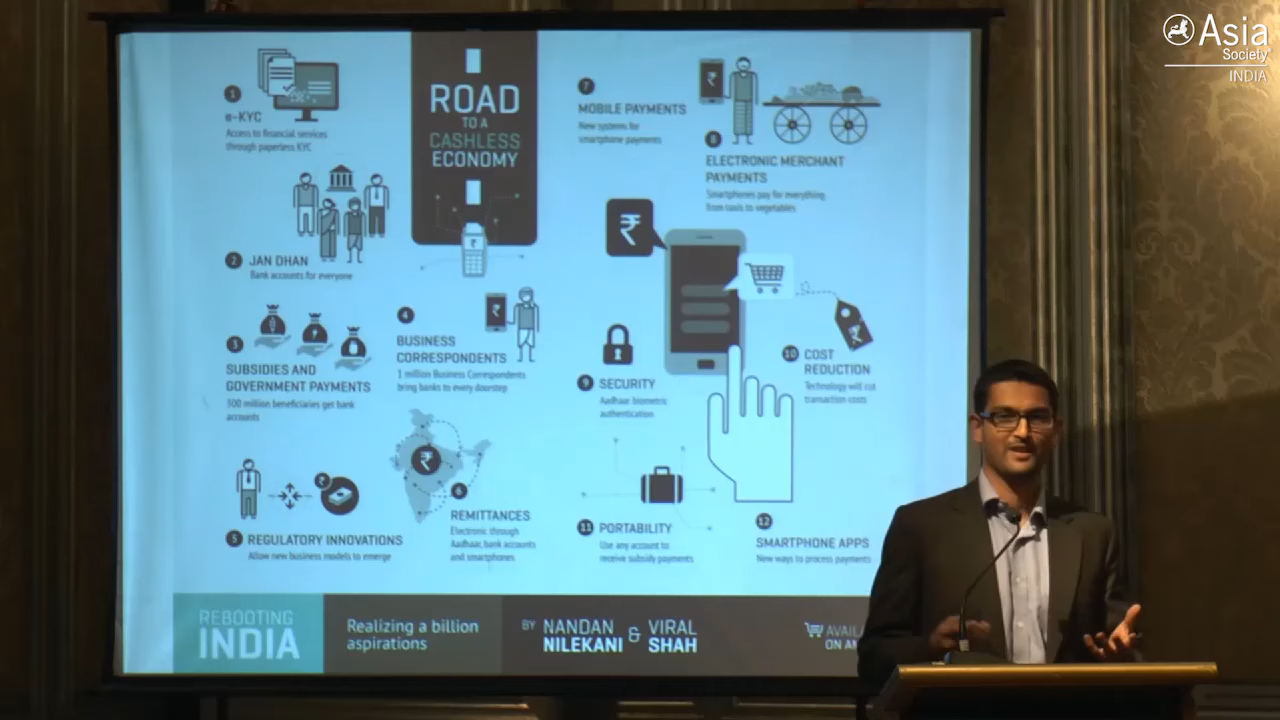 Asia
Society
INDIA
ROAD
TO A
CASHLESS
ECONOMY
1
e-KYC
Access to financial services
through paperless KYC
2 JAN DHAN
Bank accounts for everyone
3
SUBSIDIES AND
GOVERNMENT PAYMENTS
300 million beneficiaries get bank
accounts
4
BUSINESS
CORRESPONDENTS
1 million Business Correspondents
bring banks to every doorstep
5 REGULATORY INNOVATIONS
Allow new business models to emerge
₹
₹
6
REMITTANCES
Electronic through
Aadhaar, bank accounts
and smartphones
7
MOBILE PAYMENTS
New systems for
smartphone payments
₹
8
ELECTRONIC MERCHANT
PAYMENTS
Smartphones pay for everything
from taxis to vegetables
₹
9 SECURITY
Aadhaar biometric
authentication
₹
10 COST
REDUCTION
Technology will cut
transaction costs
11 PORTABILITY
Use any account to
receive subsidy payments
12
SMARTPHONE APPS
New ways to process payments
REBOOTING
INDIA
Realizing a billion
aspirations
BY NANDAN
NILEKANI & VIRAL
SHAH
AVAIL
ON AM